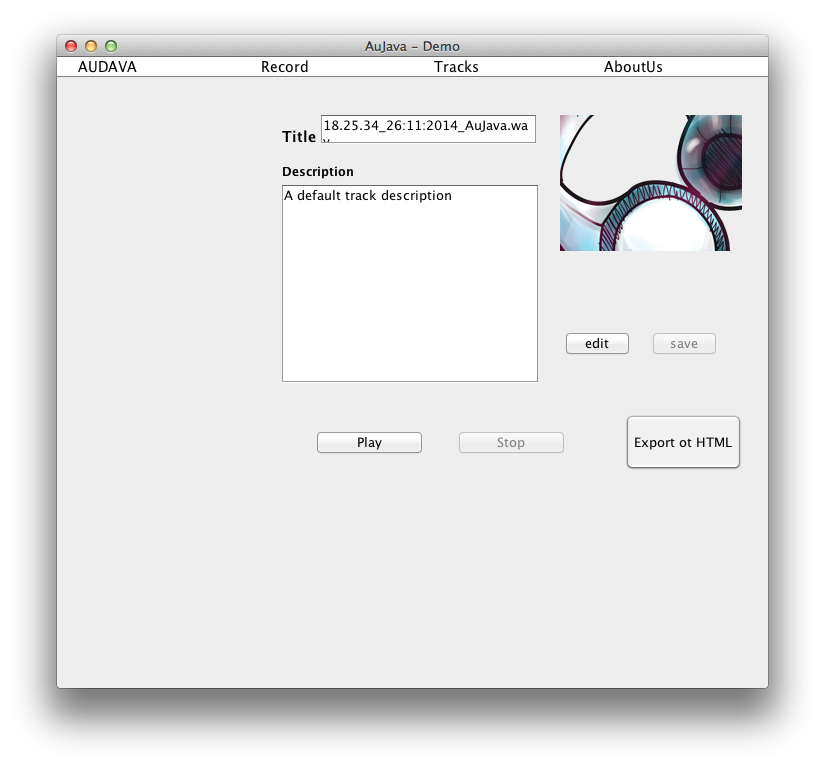 AuJava – Demo
AUDAVA Record Tracks AboutUs
Title 18.25.34_26:11:2014_AuJava.wa
v
Description
A default track description
edit save
Play Stop Export ot HTML